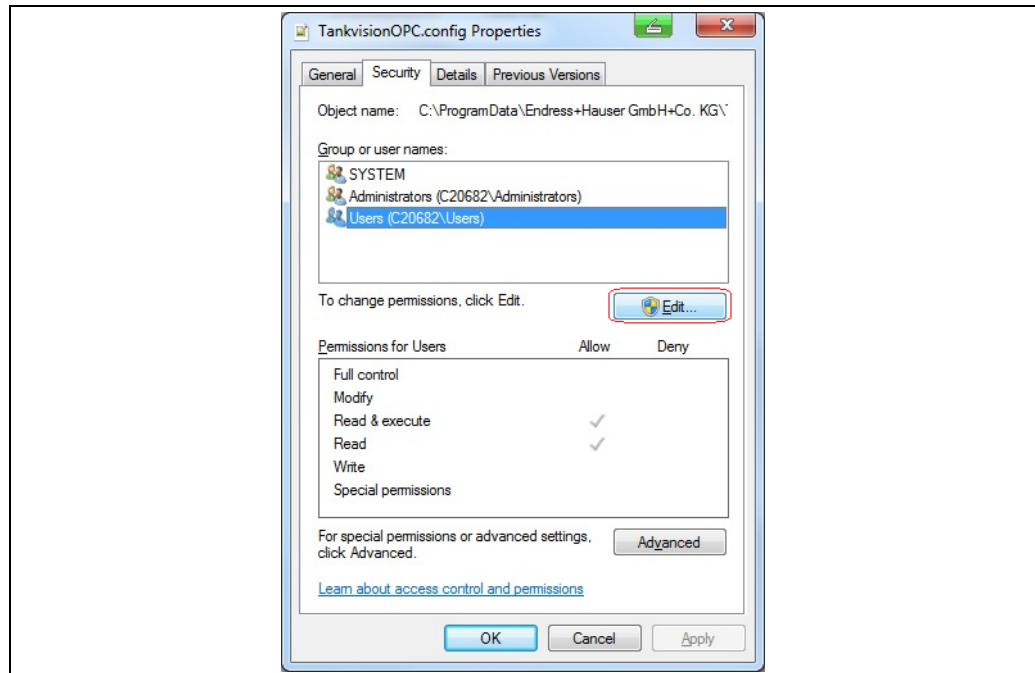 TankvisionOPC.config Properties
General Security Details Previous Versions
Object name: C:\ProgramData\Endress+Hauser GmbH+Co. KG\
Group or user names:
SYSTEM
Administrators (C20682\Administrators)
Users (C20682\Users)
To change permissions, click Edit.
Edit...
Permissions for Users Allow Deny
Full control
Modify
Read & execute
Read
Write
Special permissions
For special permissions or advanced settings,
click Advanced.
Advanced
Learn about access control and permissions
OK Cancel Apply